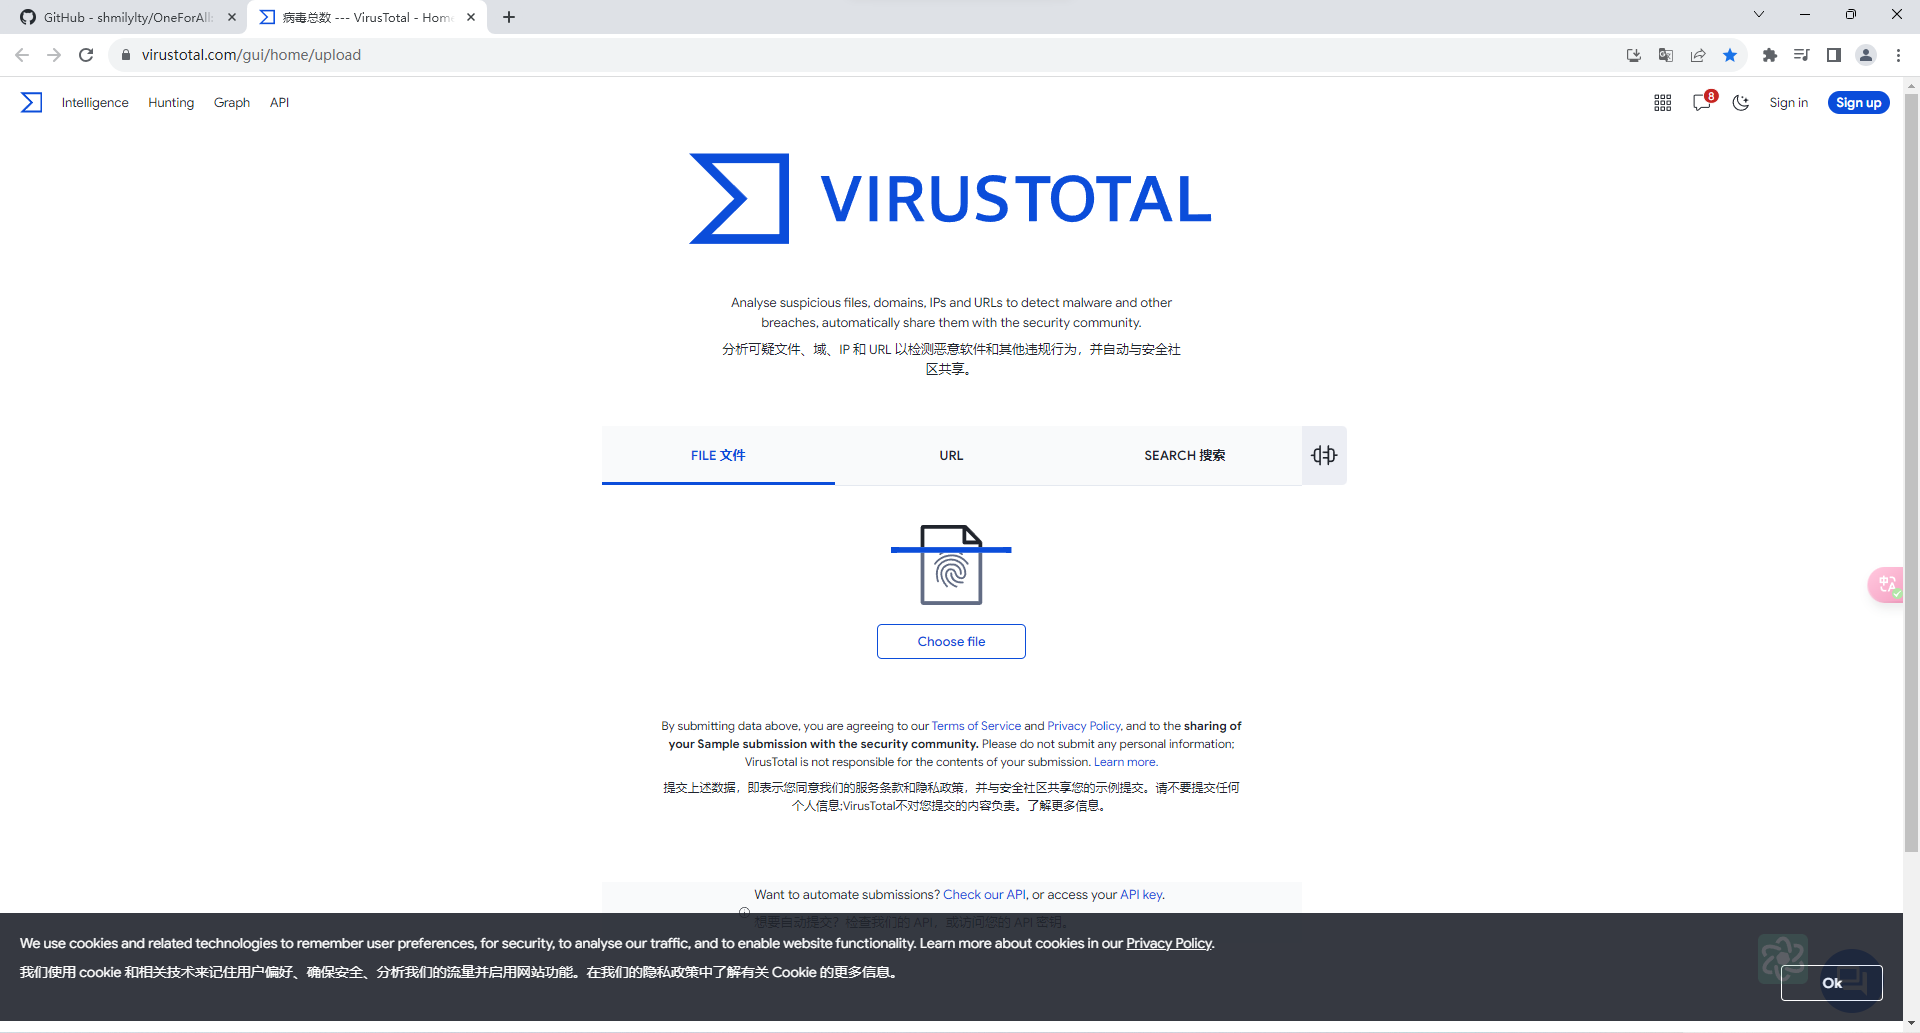 GitHub - shmilylty/OneForAll:
病毒总数 --- VirusTotal - Home
virustotal.com/gui/home/upload
Intelligence Hunting Graph API
8
Sign in
Sign up
VIRUSTOTAL
Analyse suspicious files, domains, IPs and URLs to detect malware and other
breaches, automatically share them with the security community.
分析可疑文件、域、IP 和 URL 以检测恶意软件和其他违规行为，并自动与安全社
区共享。
FILE 文件
URL
SEARCH 搜索
Choose file
By submitting data above, you are agreeing to our Terms of Service and Privacy Policy, and to the sharing of
your Sample submission with the security community. Please do not submit any personal information;
VirusTotal is not responsible for the contents of your submission. Learn more.
提交上述数据，即表示您同意我们的服务条款和隐私政策，并与安全社区共享您的示例提交。请不要提交任何
个人信息;VirusTotal不对您提交的内容负责。了解更多信息。
Want to automate submissions? Check our API, or access your API key.
想要自动提交？检查我们的 API，或访问您的 API 密钥。
We use cookies and related technologies to remember user preferences, for security, to analyse our traffic, and to enable website functionality. Learn more about cookies in our Privacy Policy.
我们使用 cookie 和相关技术来记住用户偏好、确保安全、分析我们的流量并启用网站功能。在我们的隐私政策中了解有关 Cookie 的更多信息。
Ok